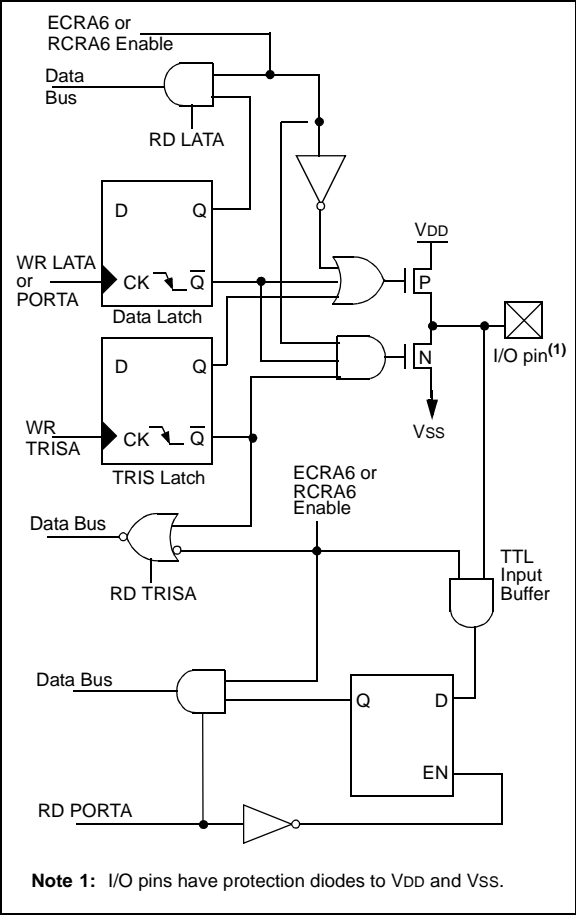 ECRA6 or
RCRA6 Enable
Data
Bus
RD LATA
D Q
VDD
WR LATA
or
PORTA
CK Q
P
Data Latch
I/O pin(1)
D Q
N
WR
TRISA
CK Q
VSS
TRIS Latch
ECRA6 or
RCRA6
Enable
Data Bus
TTL
Input
Buffer
RD TRISA
Data Bus
Q D
EN
RD PORTA
Note 1: I/O pins have protection diodes to VDD and VSS.